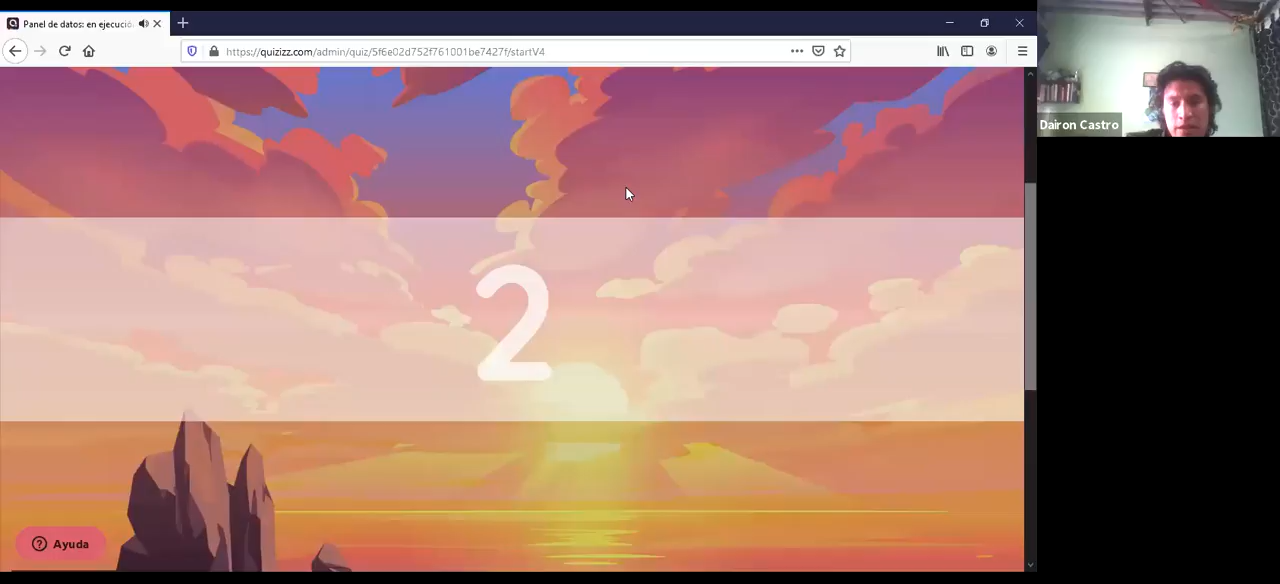 Panel de datos: en ejecució
https://quizizz.com/admin/quiz/5f6e02d752f761001be7427f/startV4
Dairon Castro
2
Ayuda